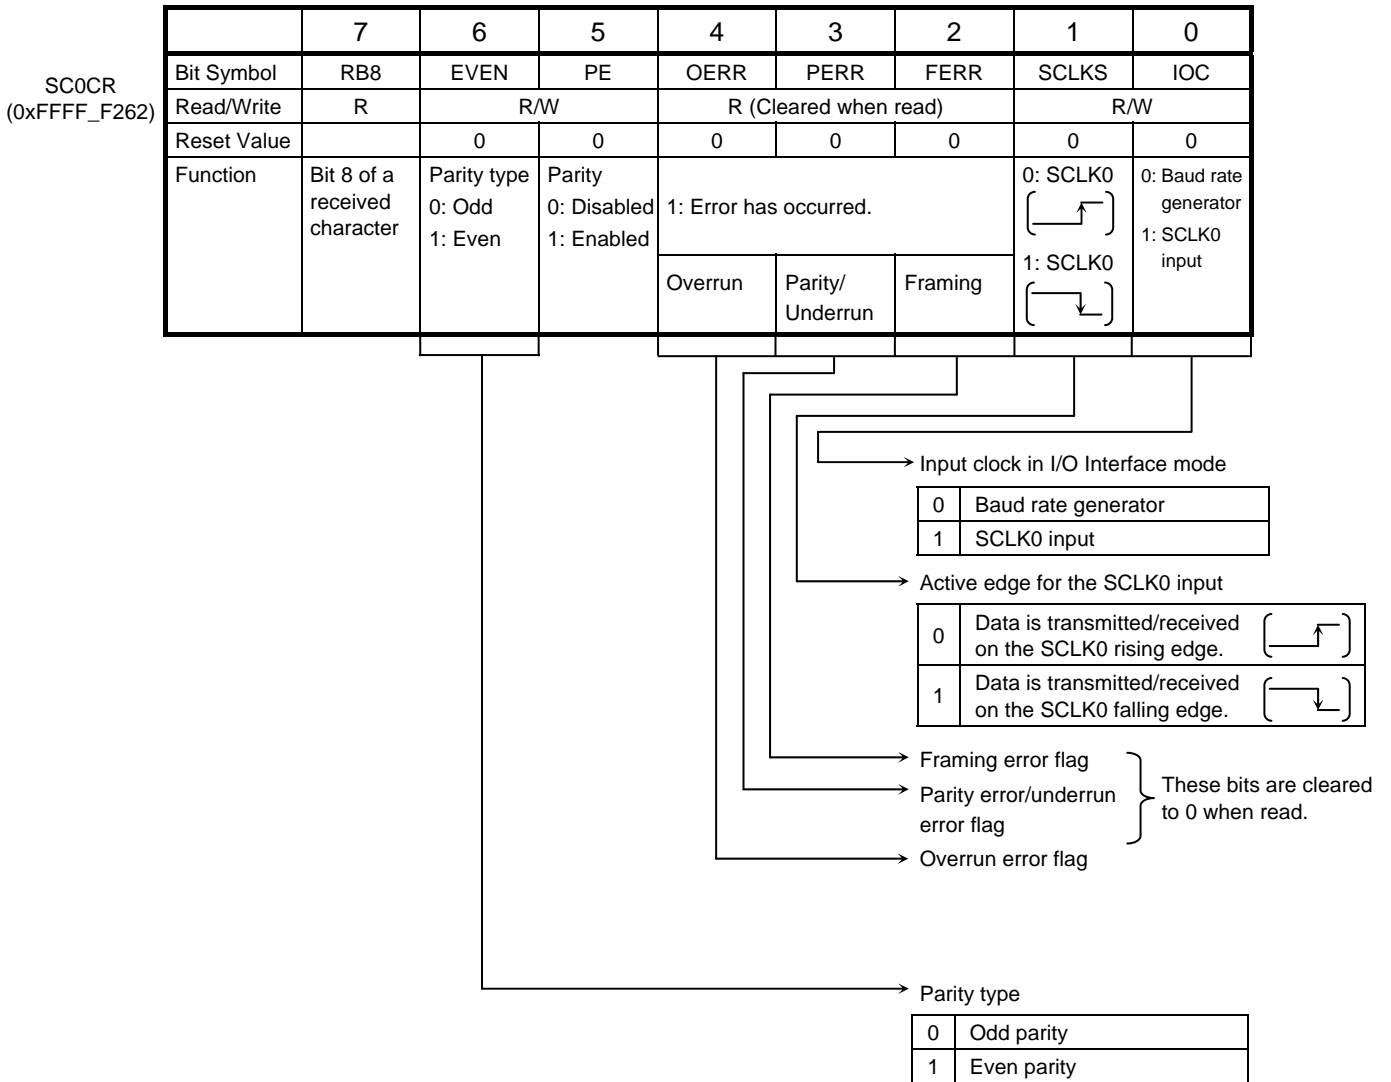 7 6 5 4 3 2 1 0
SC0CR
(0xFFFF_F262)
Bit Symbol RB8 EVEN PE OERR PERR FERR SCLKS IOC
Read/Write R R/W R (Cleared when read) R/W
Reset Value 0 0 0 0 0 0 0
Function
Bit 8 of a
received
character
Parity type
0: Odd
1: Even
Parity
0: Disabled
1: Enabled
1: Error has occurred.
Overrun
Parity/
Underrun
Framing
0: SCLK0
1: SCLK0
0: Baud rate
generator
1: SCLK0
input
Input clock in I/O Interface mode
0 Baud rate generator
1 SCLK0 input
Active edge for the SCLK0 input
0 Data is transmitted/received
on the SCLK0 rising edge.
1 Data is transmitted/received
on the SCLK0 falling edge.
Framing error flag
Parity error/underrun
error flag
Overrun error flag
These bits are cleared
to 0 when read.
Parity type
0 Odd parity
1 Even parity